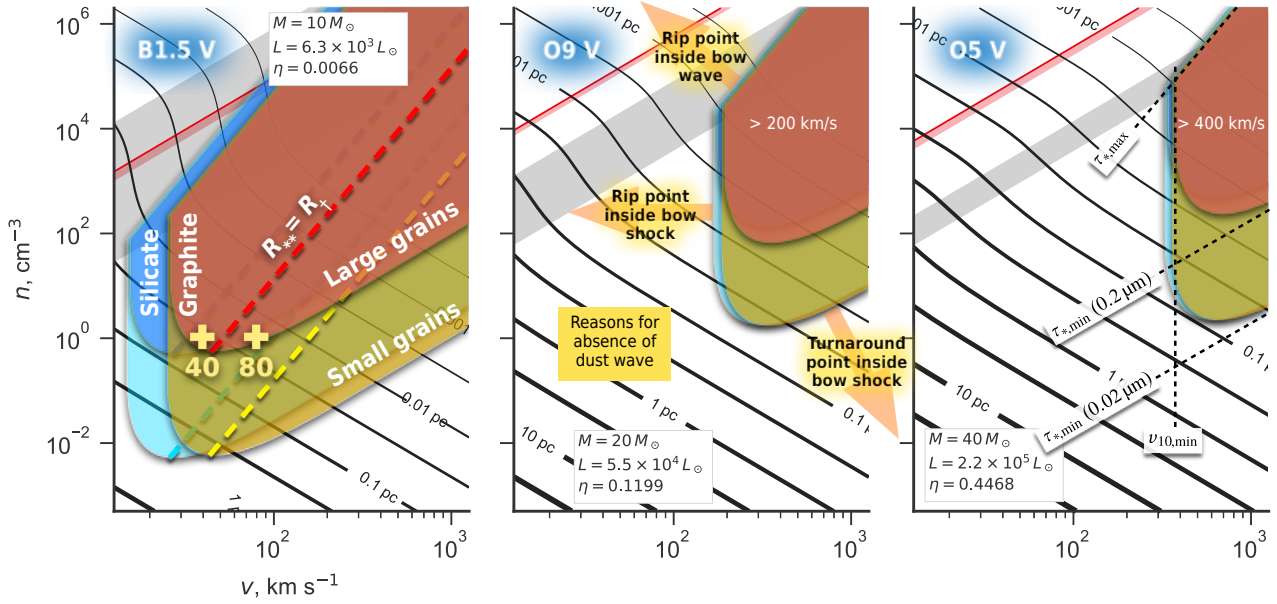 B1.5 V
M = 10 M⊙
L = 6.3 × 10³ L⊙
η = 0.0066
R** = R†
Silicate
Graphite
Large grains
Small grains
40
80
0.01 pc
0.1 pc
10⁶
10⁴
10²
10⁰
10⁻²
n, cm⁻³
10²
10³
v, km s⁻¹
O9 V
Rip point
inside bow
wave
> 200 km/s
Rip point
inside bow
shock
Reasons for
absence of
dust wave
Turnaround
point inside
bow shock
1 pc
10 pc
M = 20 M⊙
L = 5.5 × 10⁴ L⊙
η = 0.1199
10²
10³
O5 V
> 400 km/s
τ*,max
τ*,min (0.2 μm)
τ*,min (0.02 μm)
v10,min
10 pc
M = 40 M⊙
L = 2.2 × 10⁵ L⊙
η = 0.4468
10²
10³